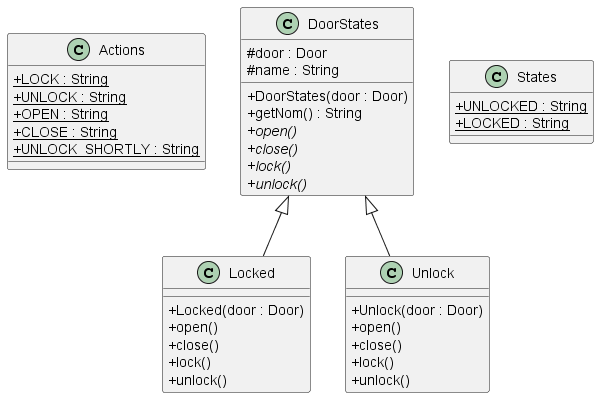 C Actions
+LOCK : String
+UNLOCK : String
+OPEN : String
+CLOSE : String
+UNLOCK_SHORTLY : String
C DoorStates
#door : Door
#name : String
+DoorStates(door : Door)
+getNom() : String
+open()
+close()
+lock()
+unlock()
C States
+UNLOCKED : String
+LOCKED : String
C Locked
+Locked(door : Door)
+open()
+close()
+lock()
+unlock()
C Unlock
+Unlock(door : Door)
+open()
+close()
+lock()
+unlock()